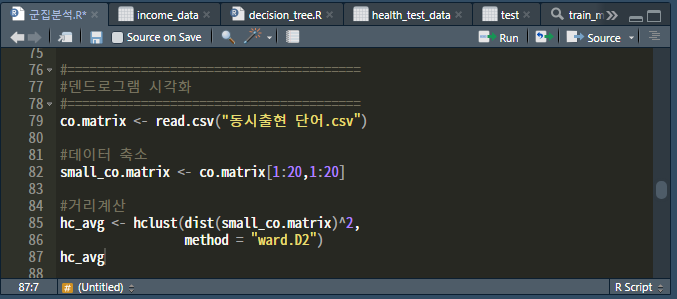 군집분석.R* income_data decision_tree.R health_test_data test train_m
Source on Save Run Source
75
76 #=======================================
77 #덴드로그램 시각화
78 #=======================================
79 co.matrix <- read.csv("동시출현 단어.csv")
80
81 #데이터 축소
82 small_co.matrix <- co.matrix[1:20,1:20]
83
84 #거리계산
85 hc_avg <- hclust(dist(small_co.matrix)^2,
86 method = "ward.D2")
87 hc_avg
88
87:7 # (Untitled) R Script